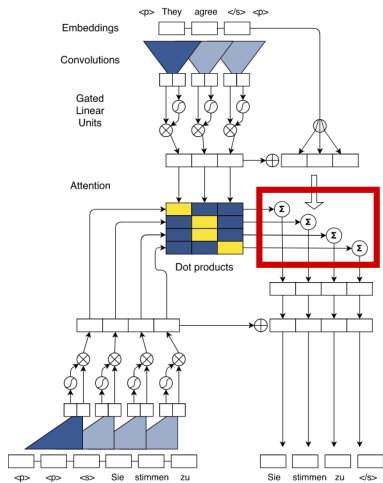 <p> They agree </s> <p>
Embeddings
Convolutions
Gated
Linear
Units
Attention
Σ
Σ
Σ
Σ
Dot products
<p> <p> <s> Sie stimmen zu
Sie stimmen zu </s>